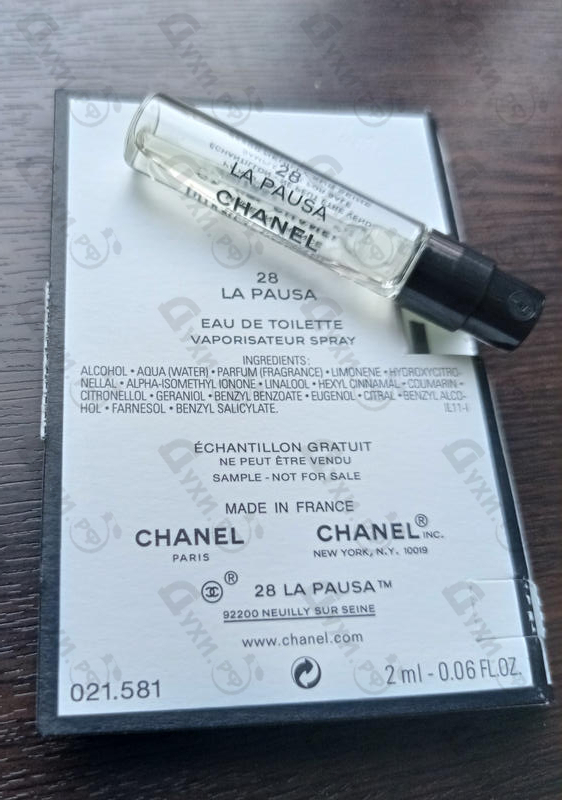 28
LA PAUSA
CHANEL
28
LA PAUSA
EAU DE TOILETTE
VAPORISATEUR SPRAY
INGREDIENTS:
ALCOHOL • AQUA (WATER) • PARFUM (FRAGRANCE) • LIMONENE • HYDROXYCITRO-
NELLAL • ALPHA-ISOMETHYL IONONE • LINALOOL • HEXYL CINNAMAL • COUMARIN •
CITRONELLOL • GERANIOL • BENZYL BENZOATE • EUGENOL • CITRAL • BENZYL ALCO-
HOL • FARNESOL • BENZYL SALICYLATE.
ÉCHANTILLON GRATUIT
NE PEUT ÊTRE VENDU
SAMPLE - NOT FOR SALE
MADE IN FRANCE
CHANEL CHANEL® INC.
PARIS NEW YORK, N.Y. 10019
® 28 LA PAUSA™
92200 NEUILLY SUR SEINE
www.chanel.com
021.581 2 ml - 0.06 FL.OZ.
Духи.РФ